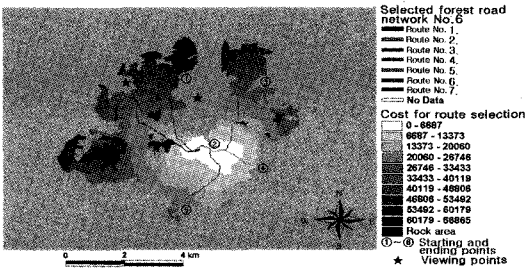 Selected forest road
network No.6
Route No. 1.
Route No. 2.
Route No. 3.
Route No. 4.
Route No. 5.
Route No. 6.
Route No. 7.
No Data
Cost for route selection
0 - 6687
6687 - 13373
13373 - 20060
20060 - 26746
26746 - 33433
33433 - 40119
40119 - 46806
46806 - 53492
53492 - 60179
60179 - 66865
Rock area
①~⑥ Starting and
ending points
★ Viewing points
N
0 2 4 km